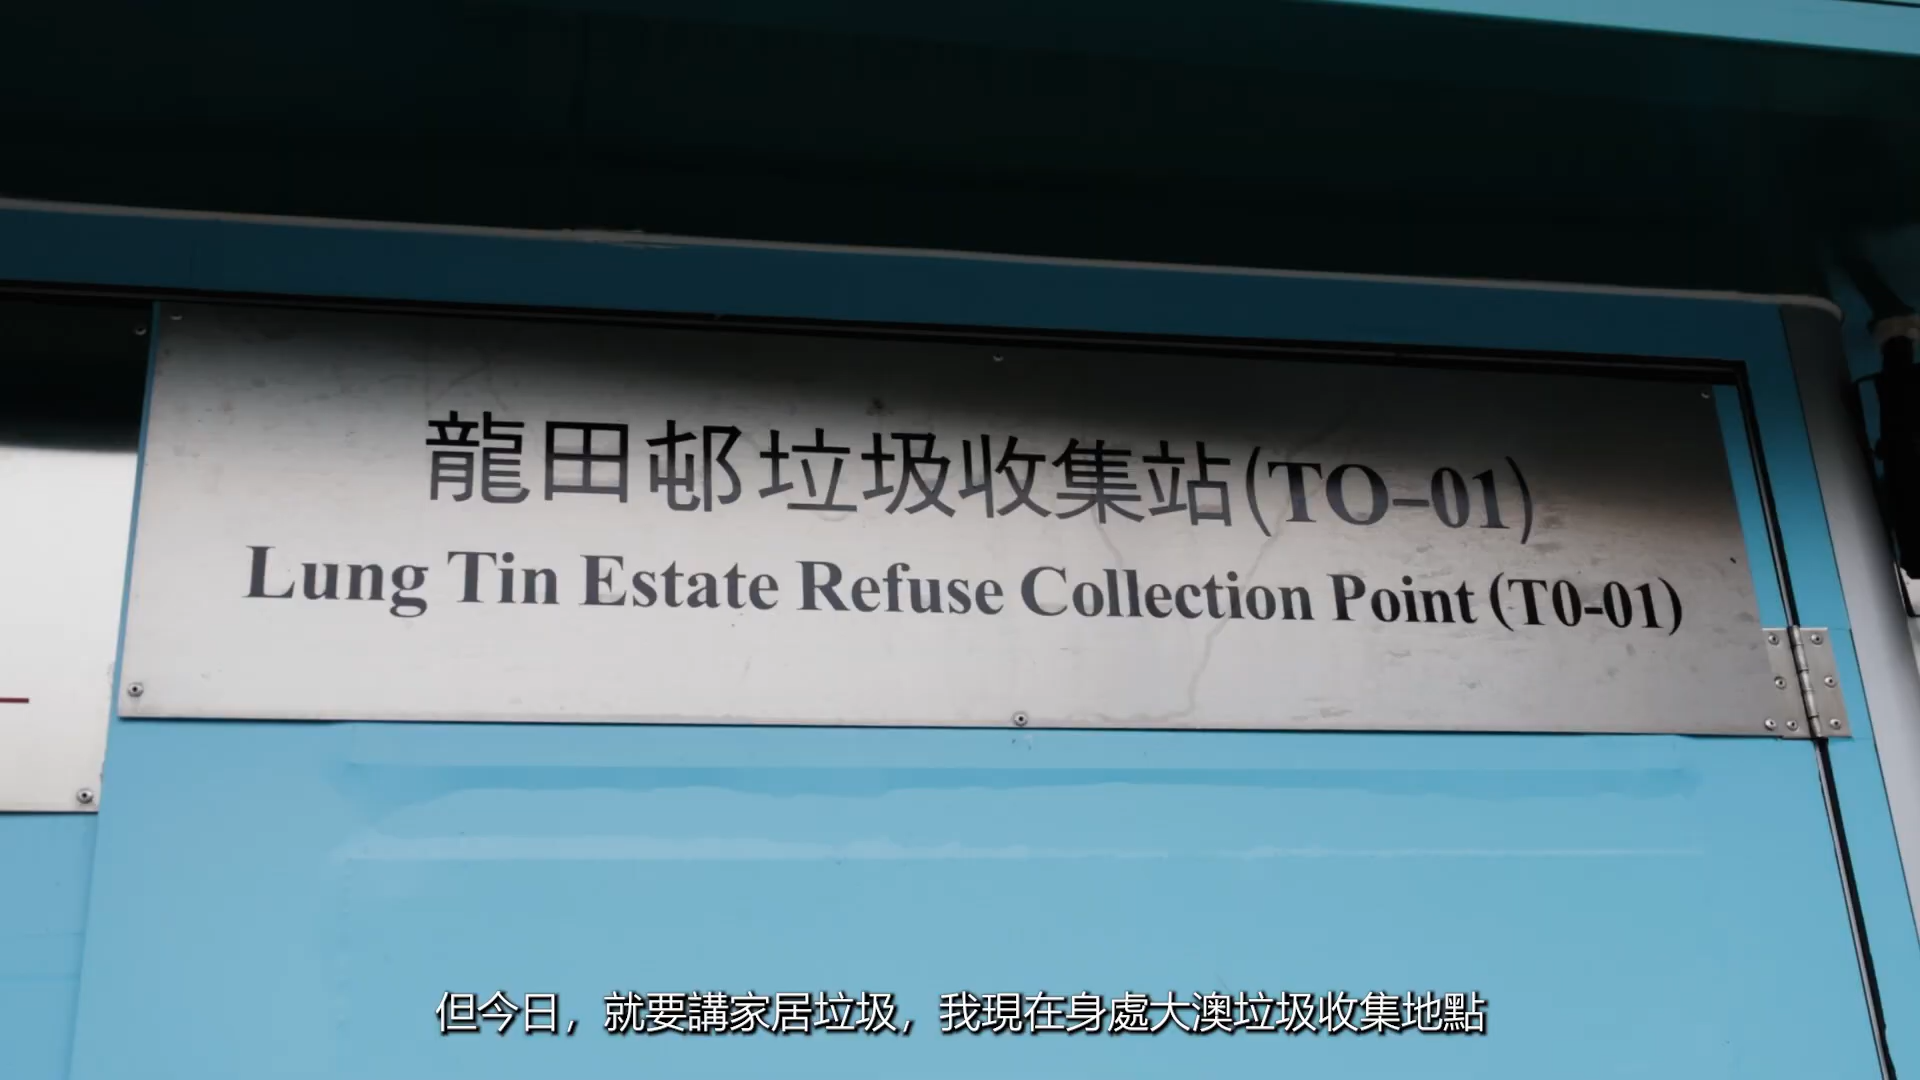 龍田邨垃圾收集站(TO-01)
Lung Tin Estate Refuse Collection Point (T0-01)
但今日，就要講家居垃圾，我現在身處大澳垃圾收集地點